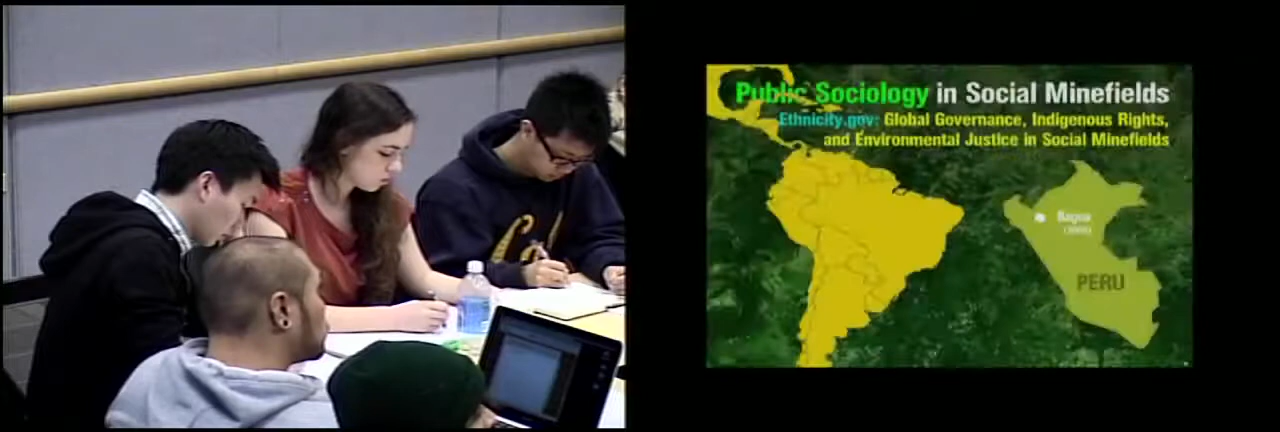 Cal
Public Sociology in Social Minefields
Ethnicity.gov: Global Governance, Indigenous Rights,
and Environmental Justice in Social Minefields
Bagua
PERU